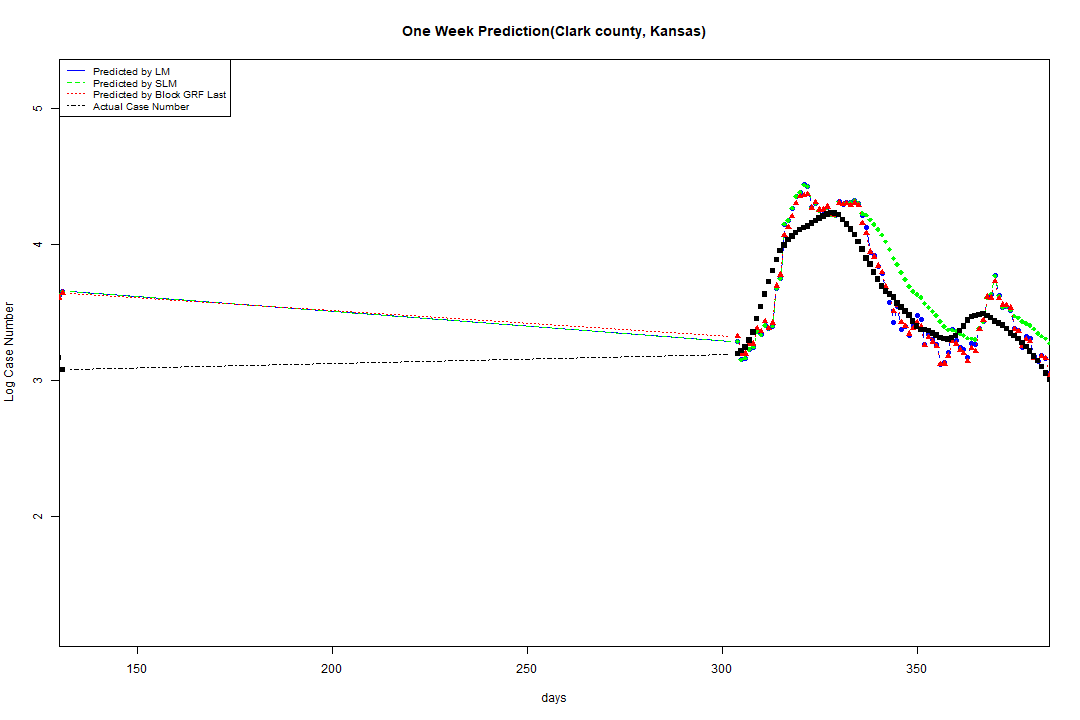 One Week Prediction(Clark county, Kansas)
Predicted by LM
Predicted by SLM
Predicted by Block GRF Last
Actual Case Number
5
4
3
2
Log Case Number
150 200 250 300 350
days